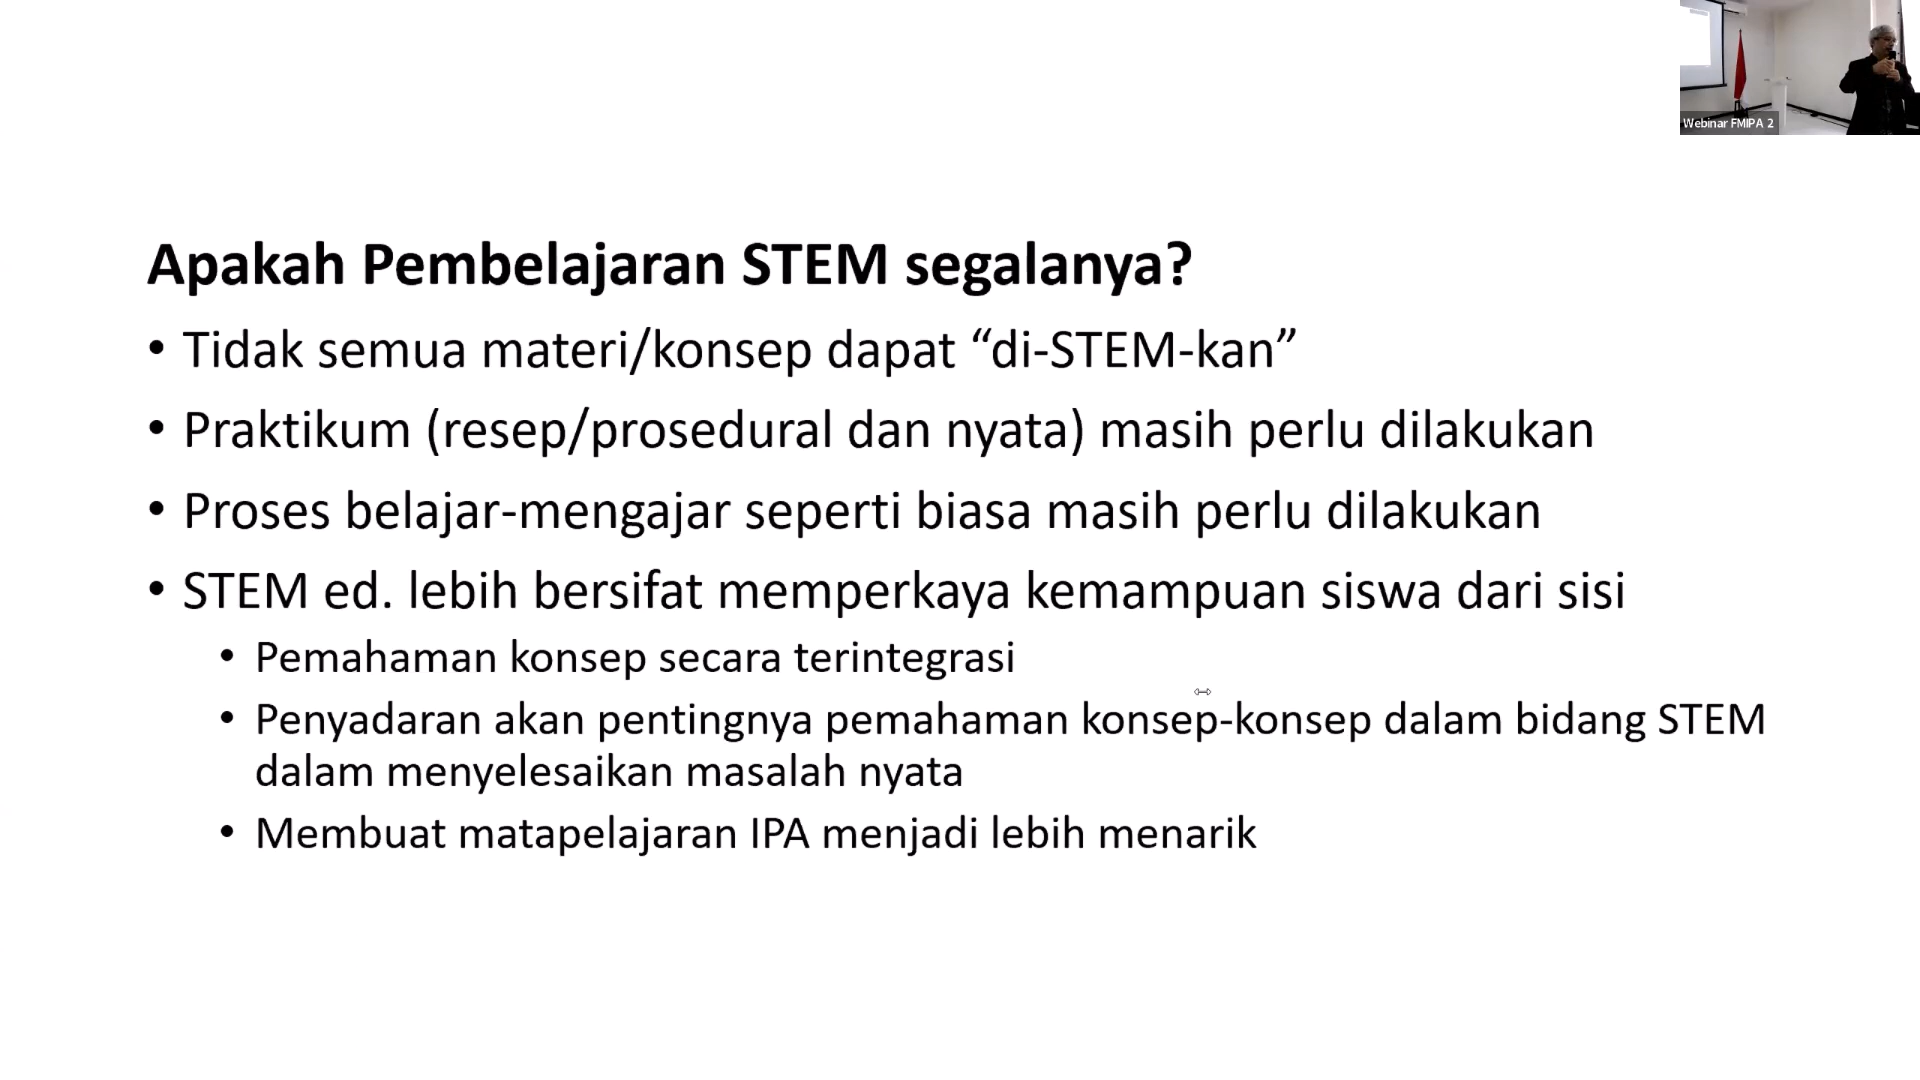 Webinar FMIPA 2
Apakah Pembelajaran STEM segalanya?
• Tidak semua materi/konsep dapat “di-STEM-kan”
• Praktikum (resep/prosedural dan nyata) masih perlu dilakukan
• Proses belajar-mengajar seperti biasa masih perlu dilakukan
• STEM ed. lebih bersifat memperkaya kemampuan siswa dari sisi
• Pemahaman konsep secara terintegrasi
• Penyadaran akan pentingnya pemahaman konsep-konsep dalam bidang STEM
dalam menyelesaikan masalah nyata
• Membuat matapelajaran IPA menjadi lebih menarik